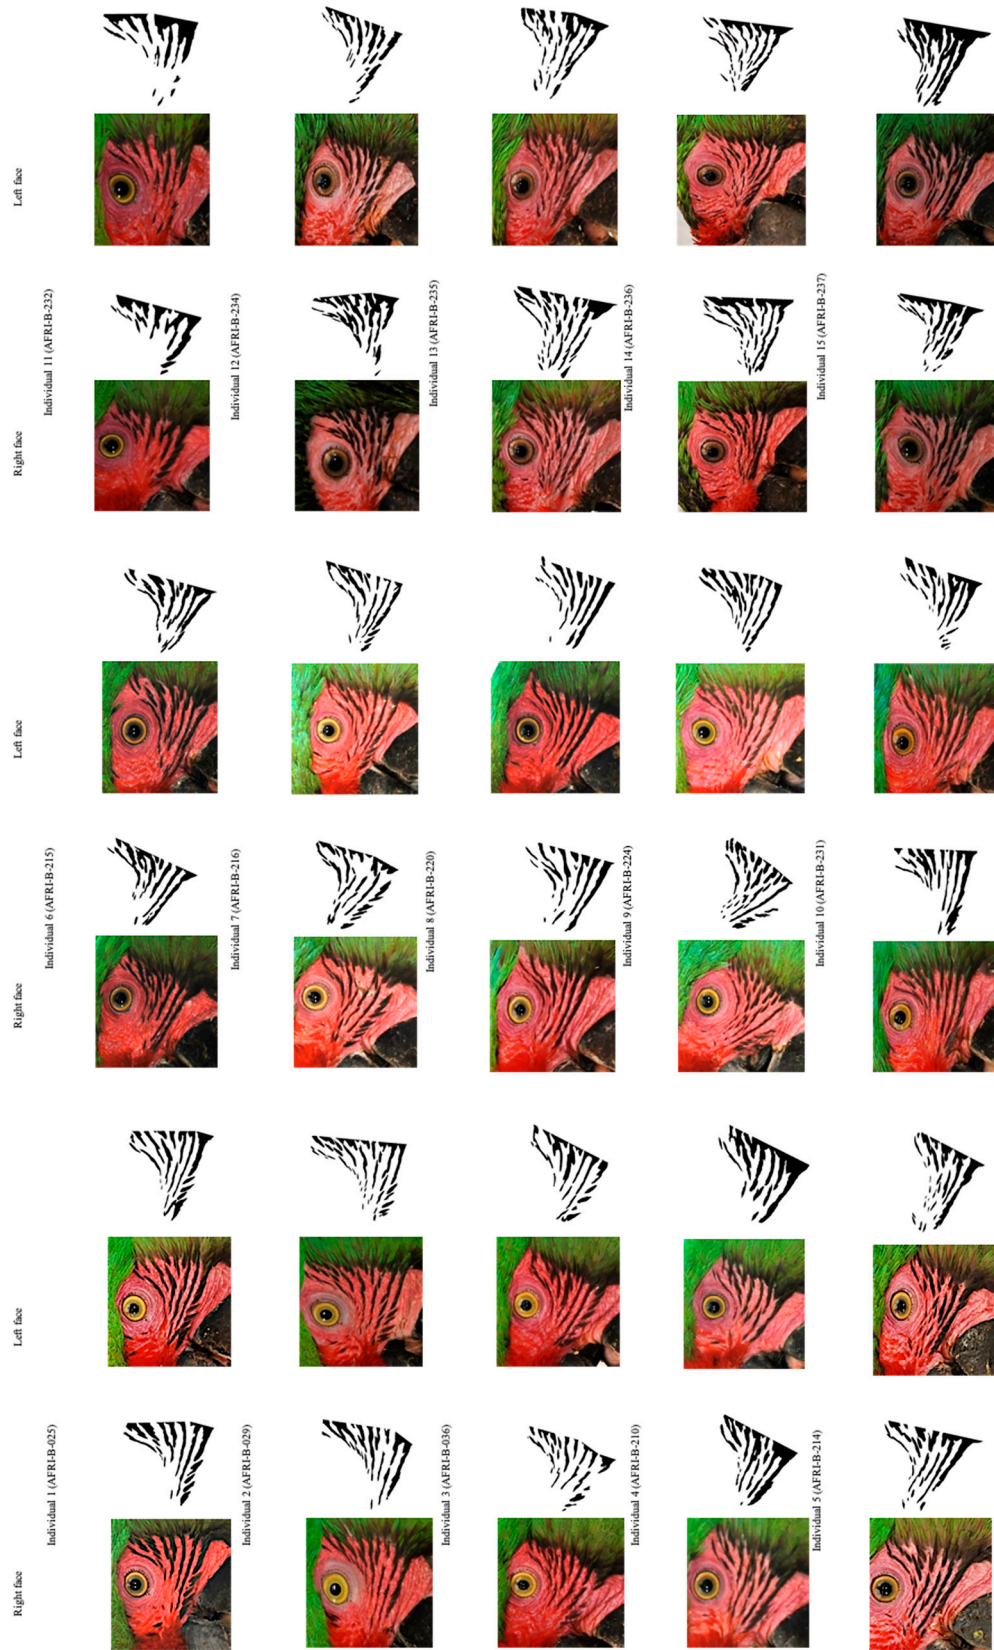 Right face
Left face
Right face
Left face
Right face
Left face
Individual 1 (AFRI-B-025)
Individual 6 (AFRI-B-215)
Individual 11 (AFRI-B-232)
Individual 2 (AFRI-B-029)
Individual 7 (AFRI-B-216)
Individual 12 (AFRI-B-234)
Individual 3 (AFRI-B-036)
Individual 8 (AFRI-B-220)
Individual 13 (AFRI-B-235)
Individual 4 (AFRI-B-210)
Individual 9 (AFRI-B-224)
Individual 14 (AFRI-B-236)
Individual 5 (AFRI-B-214)
Individual 10 (AFRI-B-231)
Individual 15 (AFRI-B-237)